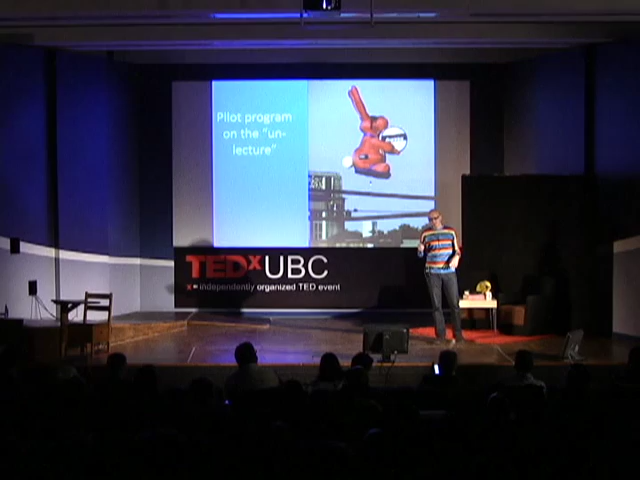 Pilot program
on the "un-
lecture"
TEDxUBC
x = independently organized TED event